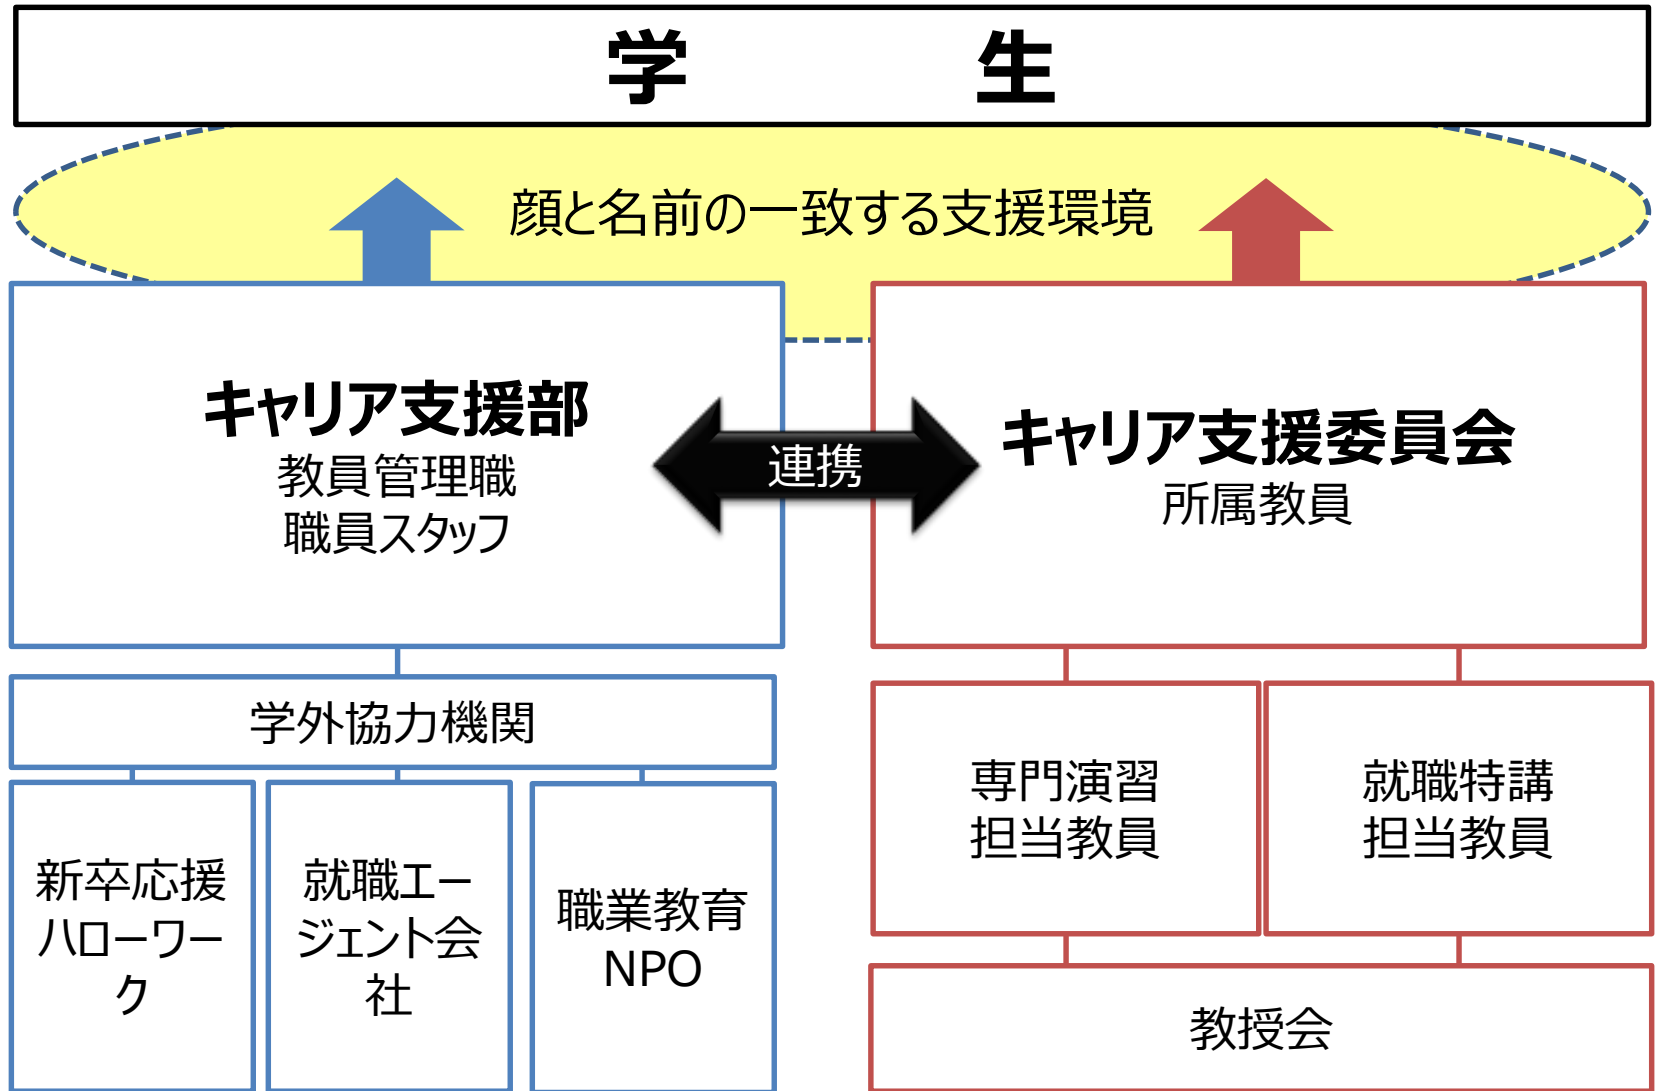 学　生
顔と名前の一致する支援環境
キャリア支援部
教員管理職
職員スタッフ
連携
キャリア支援委員会
所属教員
学外協力機関
新卒応援
ハローワー
ク
就職エー
ジェント会
社
職業教育
NPO
専門演習
担当教員
就職特講
担当教員
教授会